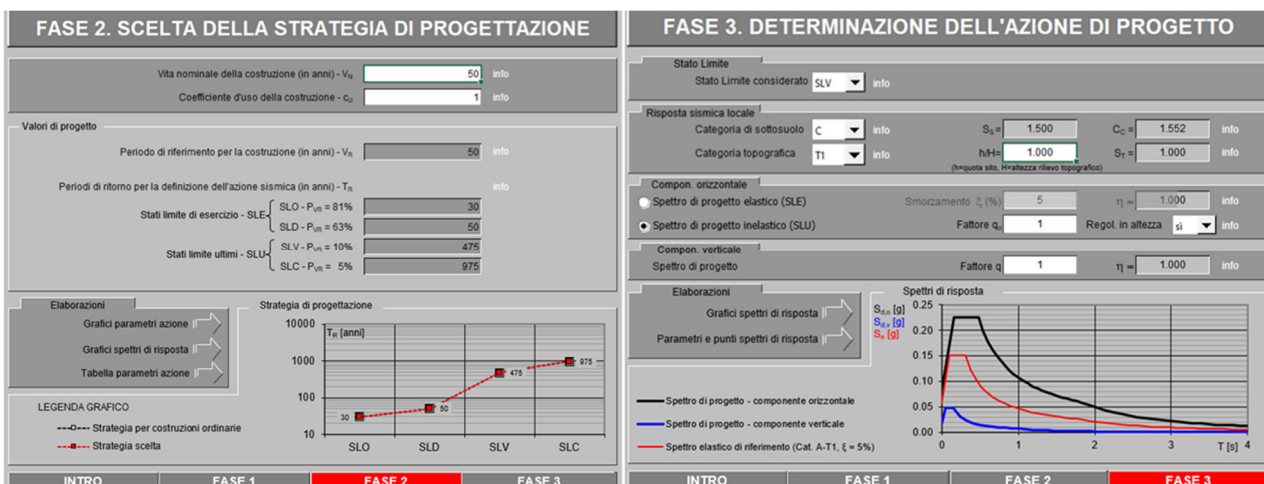 FASE 2. SCELTA DELLA STRATEGIA DI PROGETTAZIONE
Vita nominale della costruzione (in anni) - VN 50 info
Coefficiente d'uso della costruzione - cU 1 info
Valori di progetto
Periodo di riferimento per la costruzione (in anni) - VR 50 info
Periodi di ritorno per la definizione dell'azione sismica (in anni) - TR info
Stati limite di esercizio - SLE
SLO - PVR = 81% 30
SLD - PVR = 63% 50
Stati limite ultimi - SLU
SLV - PVR = 10% 475
SLC - PVR = 5% 975
Elaborazioni
Grafici parametri azione
Grafici spettri di risposta
Tabella parametri azione
LEGENDA GRAFICO
Strategia per costruzioni ordinarie
Strategia scelta
Strategia di progettazione
TR [anni]
10000
1000
100
10
30
50
475
975
SLO SLD SLV SLC
INTRO FASE 1 FASE 2 FASE 3
FASE 3. DETERMINAZIONE DELL'AZIONE DI PROGETTO
Stato Limite
Stato Limite considerato SLV info
Risposta sismica locale
Categoria di sottosuolo C info SS = 1.500 CC = 1.552 info
Categoria topografica T1 info h/H= 1.000 ST = 1.000 info
(h=quota sito, H=altezza rilievo topografico)
Compon. orizzontale
Spettro di progetto elastico (SLE) Smorzamento ξ (%) 5 η = 1.000 info
Spettro di progetto inelastico (SLU) Fattore qo 1 Regol. in altezza sì info
Compon. verticale
Spettro di progetto Fattore q 1 η = 1.000 info
Elaborazioni
Grafici spettri di risposta
Parametri e punti spettri di risposta
Spettro di progetto - componente orizzontale
Spettro di progetto - componente verticale
Spettro elastico di riferimento (Cat. A-T1, ξ = 5%)
Spettri di risposta
Sd,o [g]
Sd,v [g]
Se [g]
0.25
0.20
0.15
0.10
0.05
0.00
0 1 2 3 T [s] 4
INTRO FASE 1 FASE 2 FASE 3